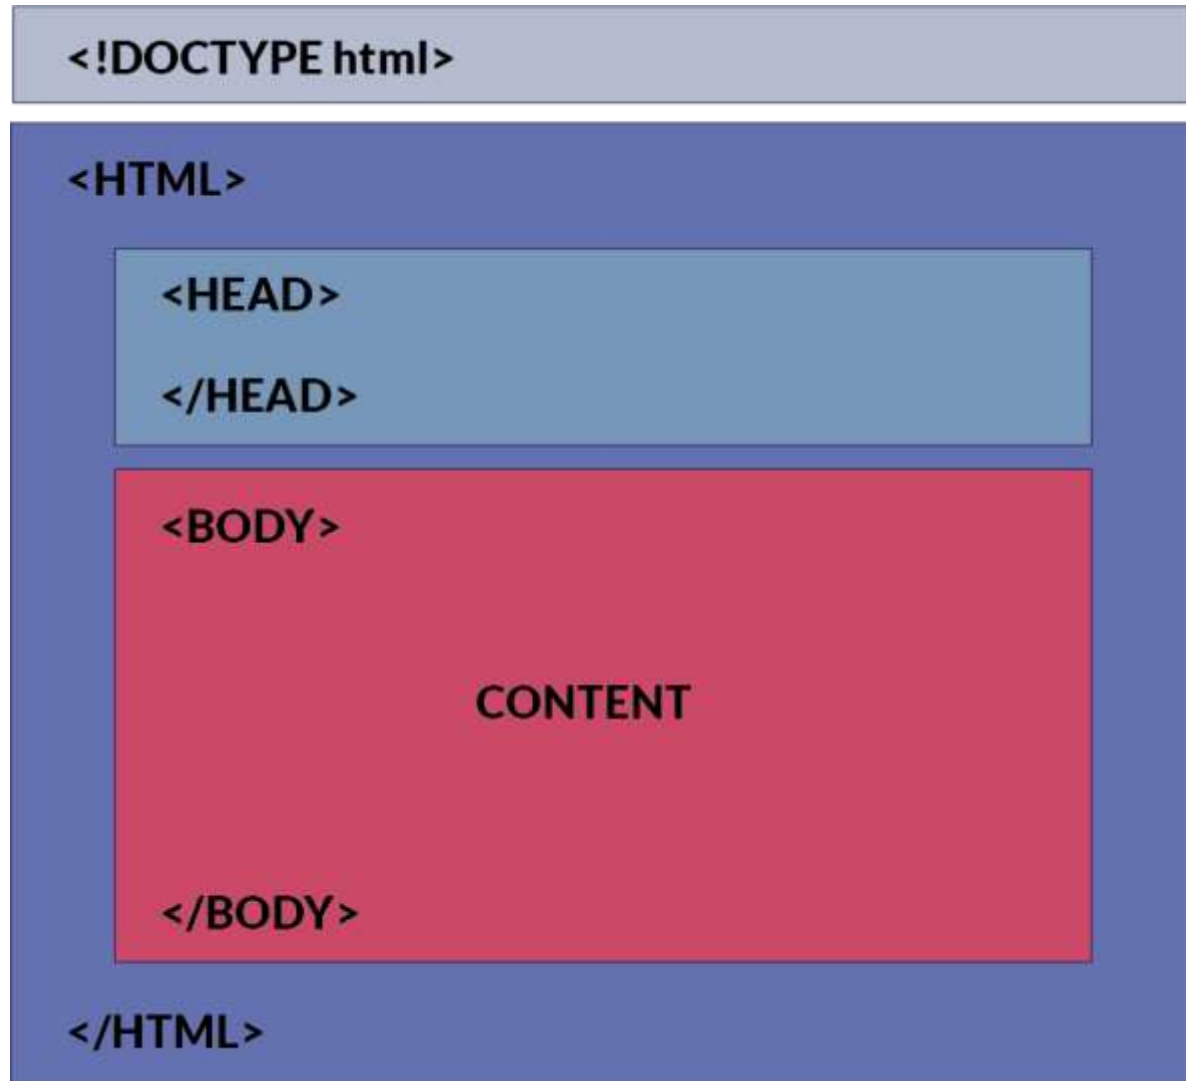 <!DOCTYPE html>
<HTML>
<HEAD>
</HEAD>
<BODY>
CONTENT
</BODY>
</HTML>